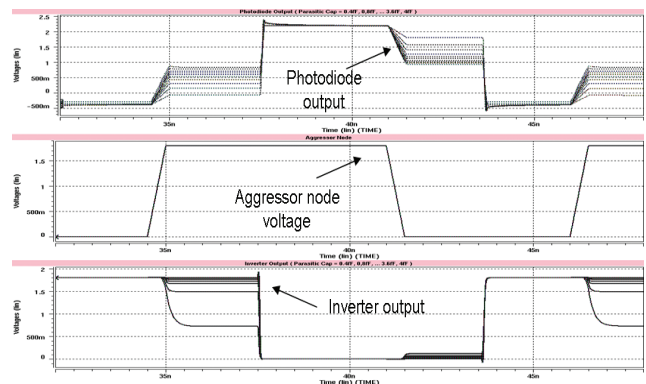 Photodiode Output ( Parasitic Cap = 0.4fF, 0.8fF, ... 3.6fF, 4fF )
Voltages (lin)
2.5
2
1.5
1
500m
0
-500m
Photodiode
output
35n
40n
45n
Time (lin) (TIME)
Aggressor Node
Voltages (lin)
1.5
1
500m
0
Aggressor node
voltage
35n
40n
45n
Time (lin) (TIME)
Inverter Output ( Parasitic Cap = 0.4fF, 0.8fF, ... 3.6fF, 4fF )
Voltages (lin)
2
1.5
1
500m
0
Inverter output
35n
40n
45n
Time (lin) (TIME)